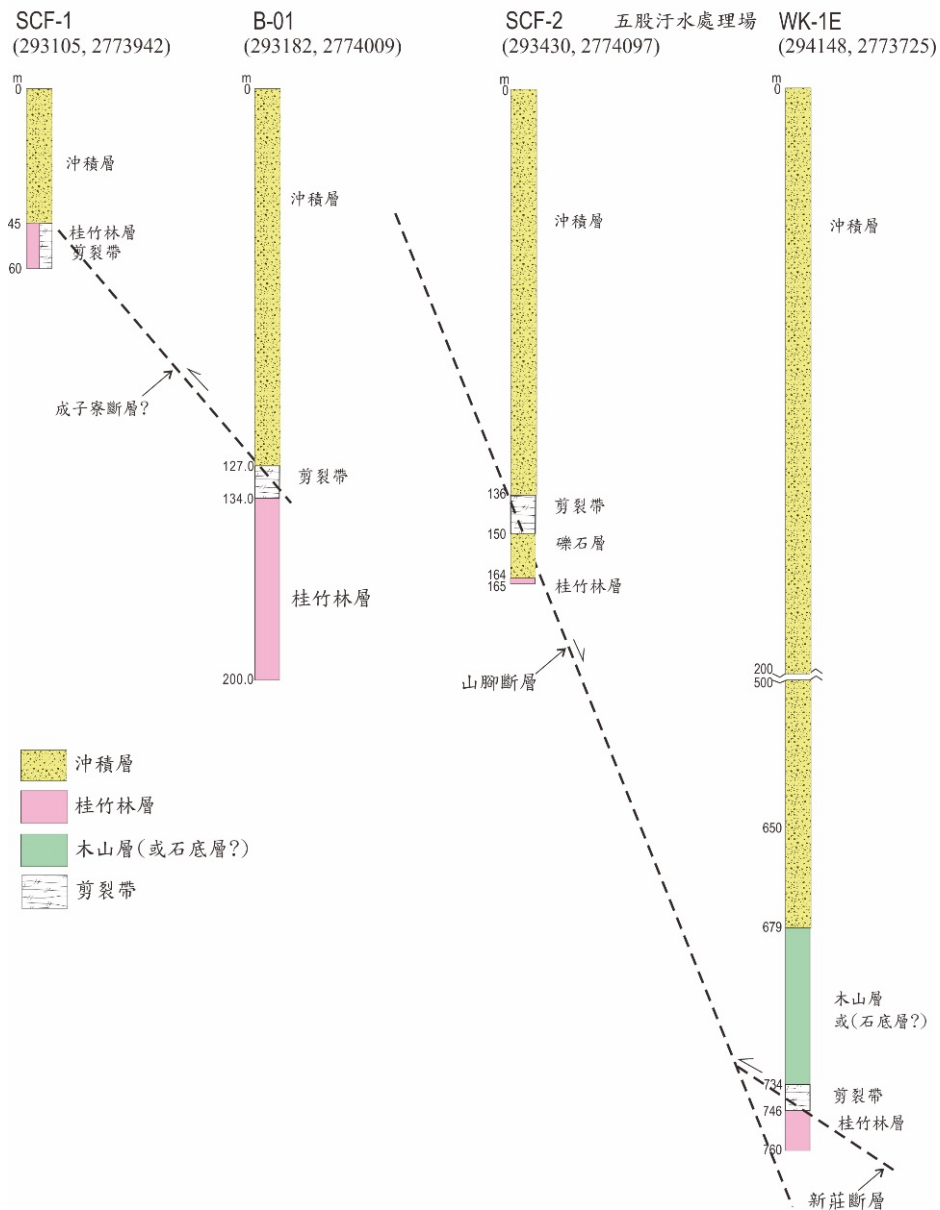 SCF-1
(293105, 2773942)
B-01
(293182, 2774009)
SCF-2
(293430, 2774097)
五股汙水處理場
WK-1E
(294148, 2773725)
m
0
沖積層
45
桂竹林層
剪裂帶
60
成子寮斷層?
m
0
沖積層
127.0
剪裂帶
134.0
桂竹林層
200.0
m
0
沖積層
136
剪裂帶
150
礫石層
164
165
桂竹林層
山腳斷層
m
0
沖積層
200
500
650
679
木山層
或(石底層?)
734
剪裂帶
746
桂竹林層
760
新莊斷層
沖積層
桂竹林層
木山層(或石底層?)
剪裂帶